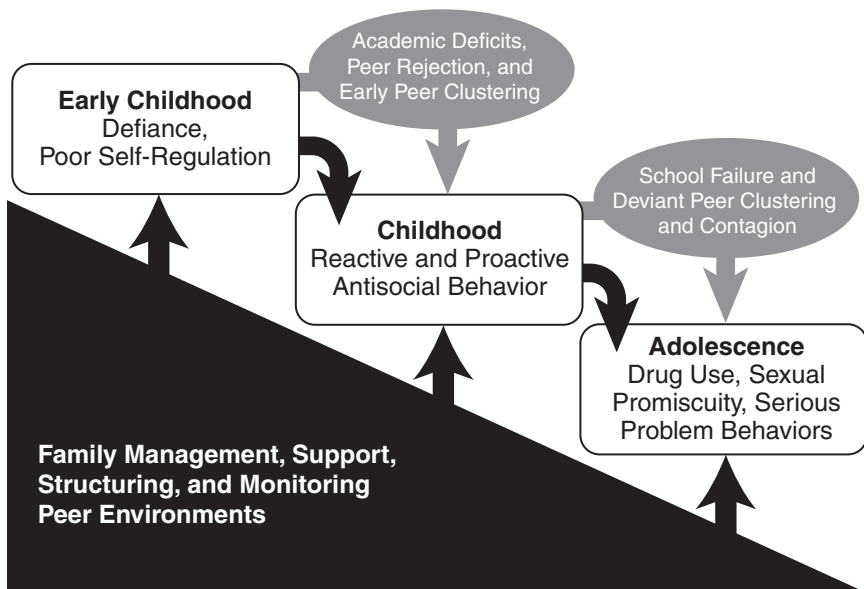 Academic Deficits,
Peer Rejection, and
Early Peer Clustering
Early Childhood
Defiance,
Poor Self-Regulation
School Failure and
Deviant Peer Clustering
and Contagion
Childhood
Reactive and Proactive
Antisocial Behavior
Adolescence
Drug Use, Sexual
Promiscuity, Serious
Problem Behaviors
Family Management, Support,
Structuring, and Monitoring
Peer Environments